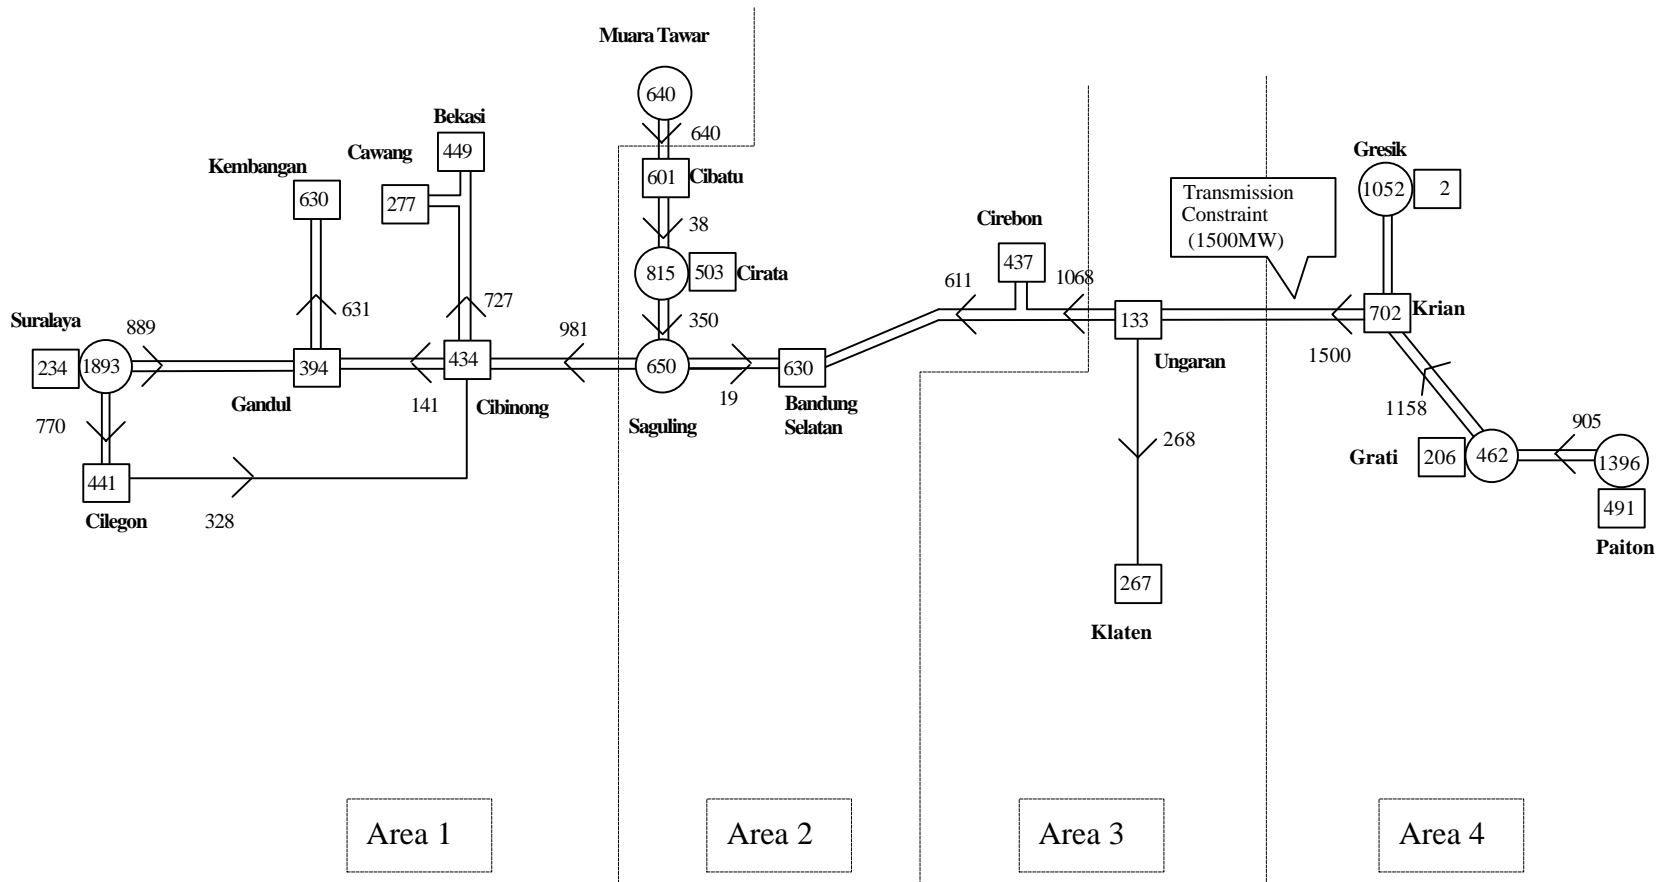 Muara Tawar
640
640
Bekasi
449
Cawang
277
Kembangan
630
601
Cibatu
38
815
503
Cirata
350
Gresik
1052
2
Transmission
Constraint
(1500MW)
Cirebon
437
1068
611
133
Ungaran
702
Krian
1500
Suralaya
889
234
1893
631
727
981
394
434
650
630
Gandul
141
Cibinong
Saguling
19
Bandung
Selatan
770
441
Cilegon
328
268
267
Klaten
1158
905
Grati
206
462
1396
491
Paiton
Area 1
Area 2
Area 3
Area 4